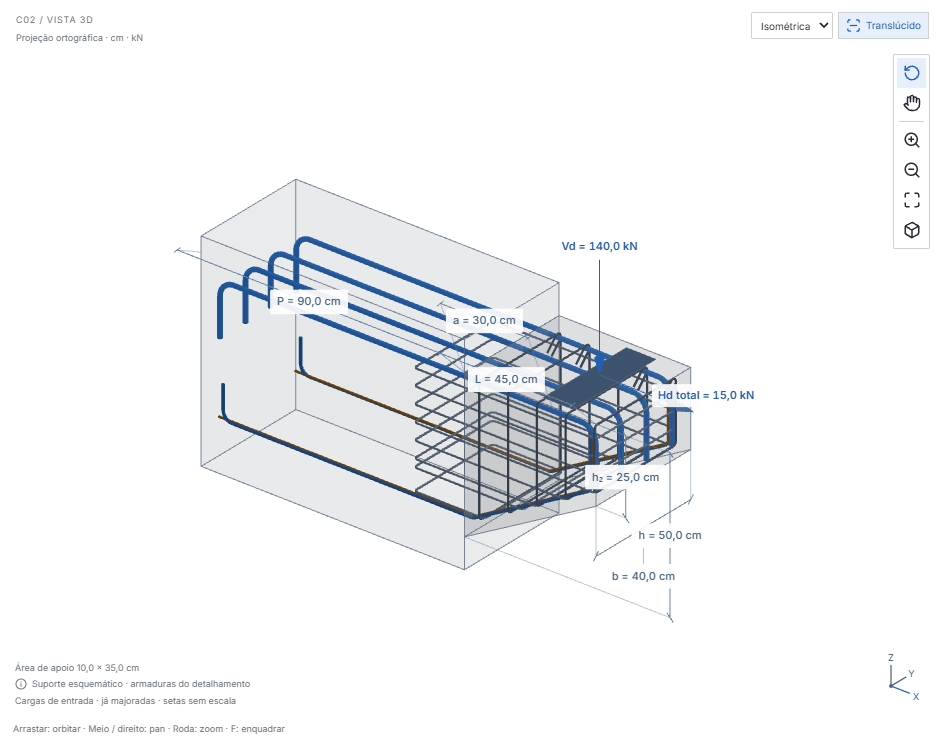 C02 / VISTA 3D
Projeção ortográfica · cm · kN
Isométrica
Translúcido
Vd = 140,0 kN
P = 90,0 cm
a = 30,0 cm
L = 45,0 cm
Hd total = 15,0 kN
h₂ = 25,0 cm
h = 50,0 cm
b = 40,0 cm
Área de apoio 10,0 × 35,0 cm
Suporte esquemático · armaduras do detalhamento
Cargas de entrada · já majoradas · setas sem escala
Arrastar: orbitar · Meio / direito: pan · Roda: zoom · F: enquadrar
Z
Y
X